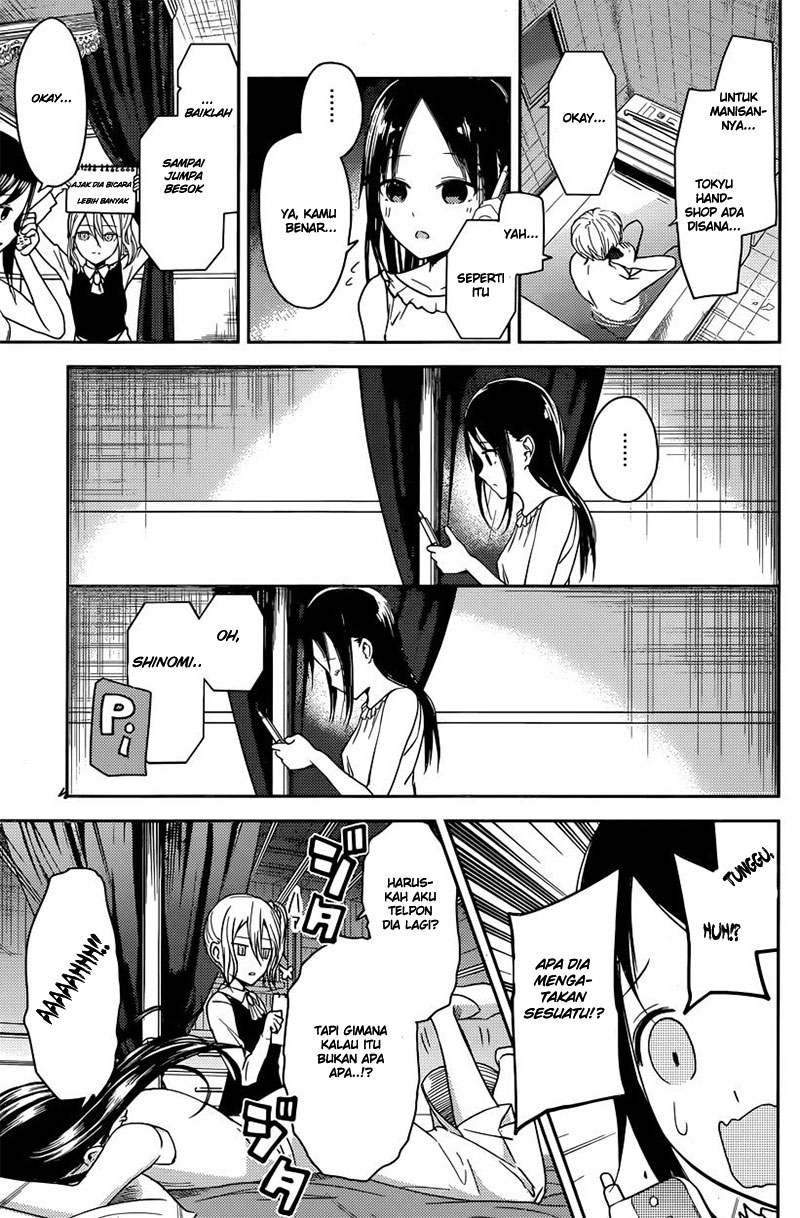 UNTUK
MANISAN-
NYA...
TOKYU
HAND-
SHOP ADA
DISANA...
OKAY...
YAH...
SEPERTI
ITU
......
YA, KAMU
BENAR...
...
BAIKLAH
SAMPAI
JUMPA
BESOK
OKAY...
AJAK DIA BICARA
LEBIH BANYAK
......
OH,
SHINOMI..
Pi
TUNGGU,
HUH!?
APA DIA
MENGA-
TAKAN
SESUATU!?
HARUS-
KAH AKU
TELPON
DIA LAGI?
TAPI GIMANA
KALAU ITU
BUKAN APA
APA..!?
ジタ
ジタ
AAAAAHHH!!